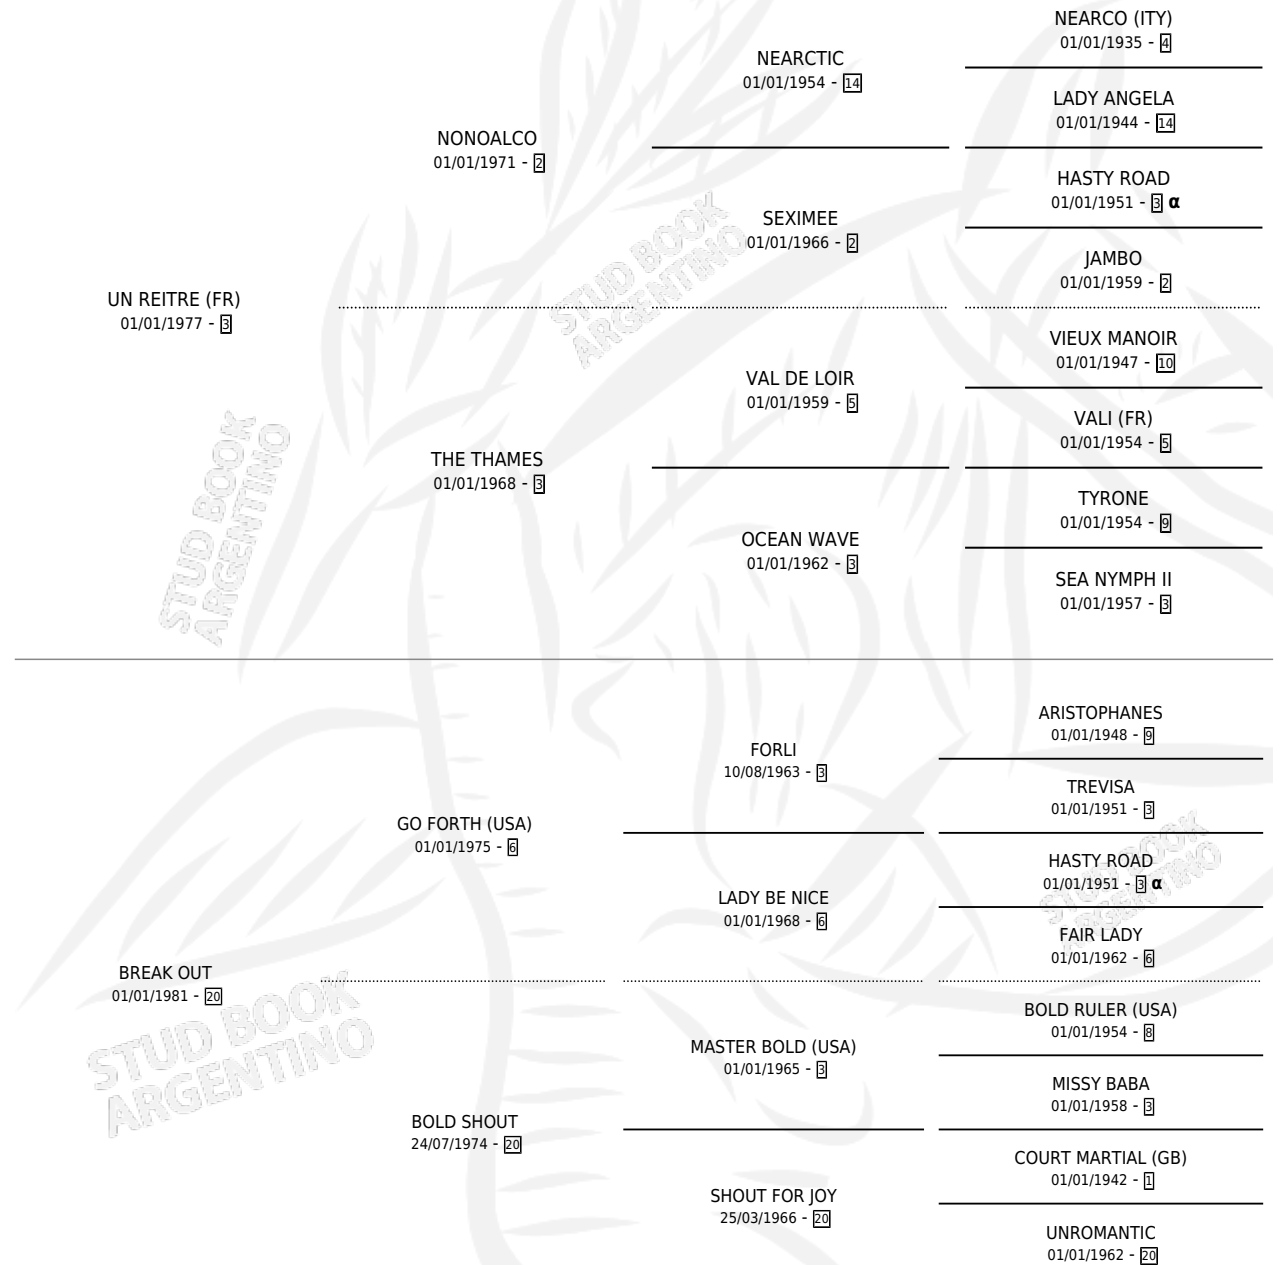 NEARCO (ITY)
01/01/1935 - 4
NEARCTIC
01/01/1954 - 14
LADY ANGELA
01/01/1944 - 14
NONOALCO
01/01/1971 - 2
HASTY ROAD
01/01/1951 - 3 α
SEXIMEE
01/01/1966 - 2
JAMBO
01/01/1959 - 2
UN REITRE (FR)
01/01/1977 - 3
STUD BOOK
ARGENTINO
VIEUX MANOIR
01/01/1947 - 10
VAL DE LOIR
01/01/1959 - 5
VALI (FR)
01/01/1954 - 5
THE THAMES
01/01/1968 - 3
TYRONE
01/01/1954 - 9
OCEAN WAVE
01/01/1962 - 3
SEA NYMPH II
01/01/1957 - 3
STUD BOOK
ARGENTINO
ARISTOPHANES
01/01/1948 - 9
FORLI
10/08/1963 - 3
TREVISA
01/01/1951 - 3
GO FORTH (USA)
01/01/1975 - 6
HASTY ROAD
01/01/1951 - 3 α
LADY BE NICE
01/01/1968 - 6
FAIR LADY
01/01/1962 - 6
STUD BOOK
ARGENTINO
BREAK OUT
01/01/1981 - 20
BOLD RULER (USA)
01/01/1954 - 8
MASTER BOLD (USA)
01/01/1965 - 3
MISSY BABA
01/01/1958 - 3
STUD BOOK
ARGENTINO
BOLD SHOUT
24/07/1974 - 20
COURT MARTIAL (GB)
01/01/1942 - 1
SHOUT FOR JOY
25/03/1966 - 20
UNROMANTIC
01/01/1962 - 20